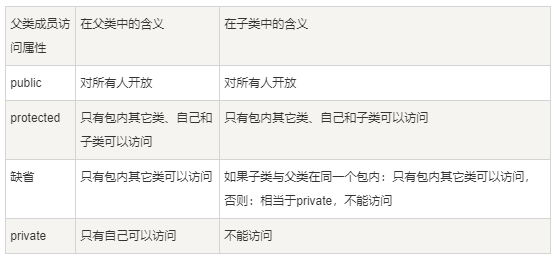 父类成员访
问属性
在父类中的含义
在子类中的含义
public
对所有人开放
对所有人开放
protected
只有包内其它类、自己和
子类可以访问
只有包内其它类、自己和子类可以访问
缺省
只有包内其它类可以访问
如果子类与父类在同一个包内：只有包内其它类可以访问，
否则：相当于private，不能访问
private
只有自己可以访问
不能访问